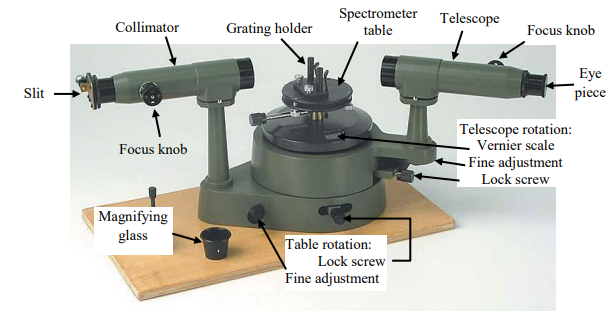 Collimator
Grating holder
Spectrometer
table
Telescope
Focus knob
Slit
Eye
piece
Focus knob
Telescope rotation:
Vernier scale
Fine adjustment
Lock screw
Magnifying
glass
Table rotation:
Lock screw
Fine adjustment